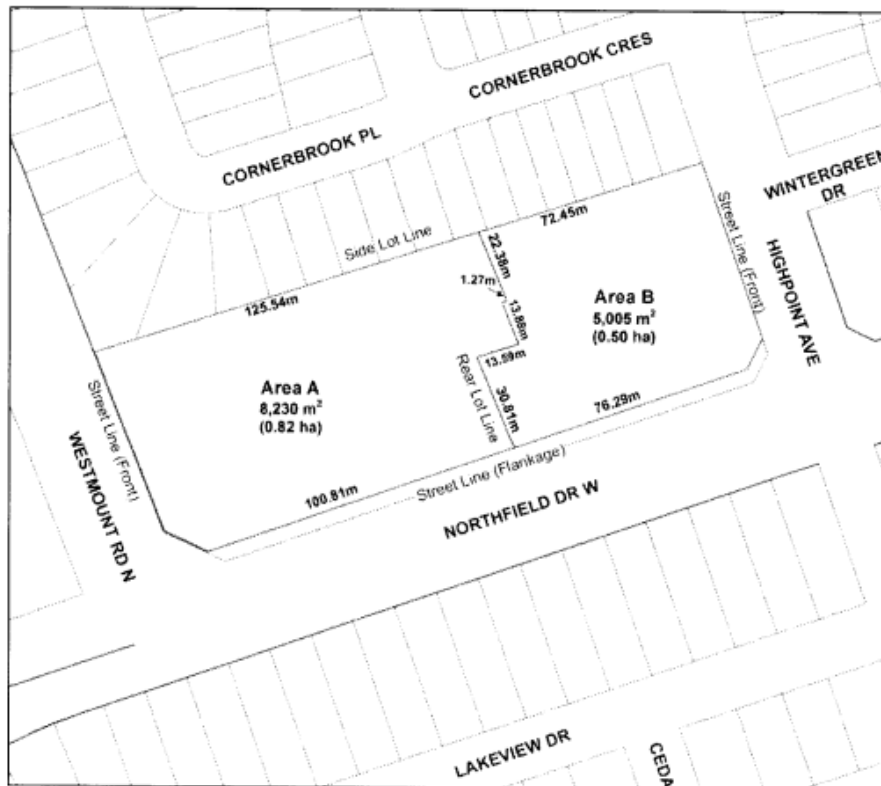 CORNERBROOK CRES
CORNERBROOK PL
WINTERGREEN
DR
Side Lot Line
72.45m
Street Line (Front)
HIGHPOINT AVE
22.38m
1.27m
125.54m
13.88m
Area B
5,005 m²
(0.50 ha)
13.59m
Rear Lot Line
30.81m
76.29m
Area A
8,230 m²
(0.82 ha)
Street Line (Front)
WESTMOUNT RD N
100.81m
Street Line (Flankage)
NORTHFIELD DR W
LAKEVIEW DR
CEDA